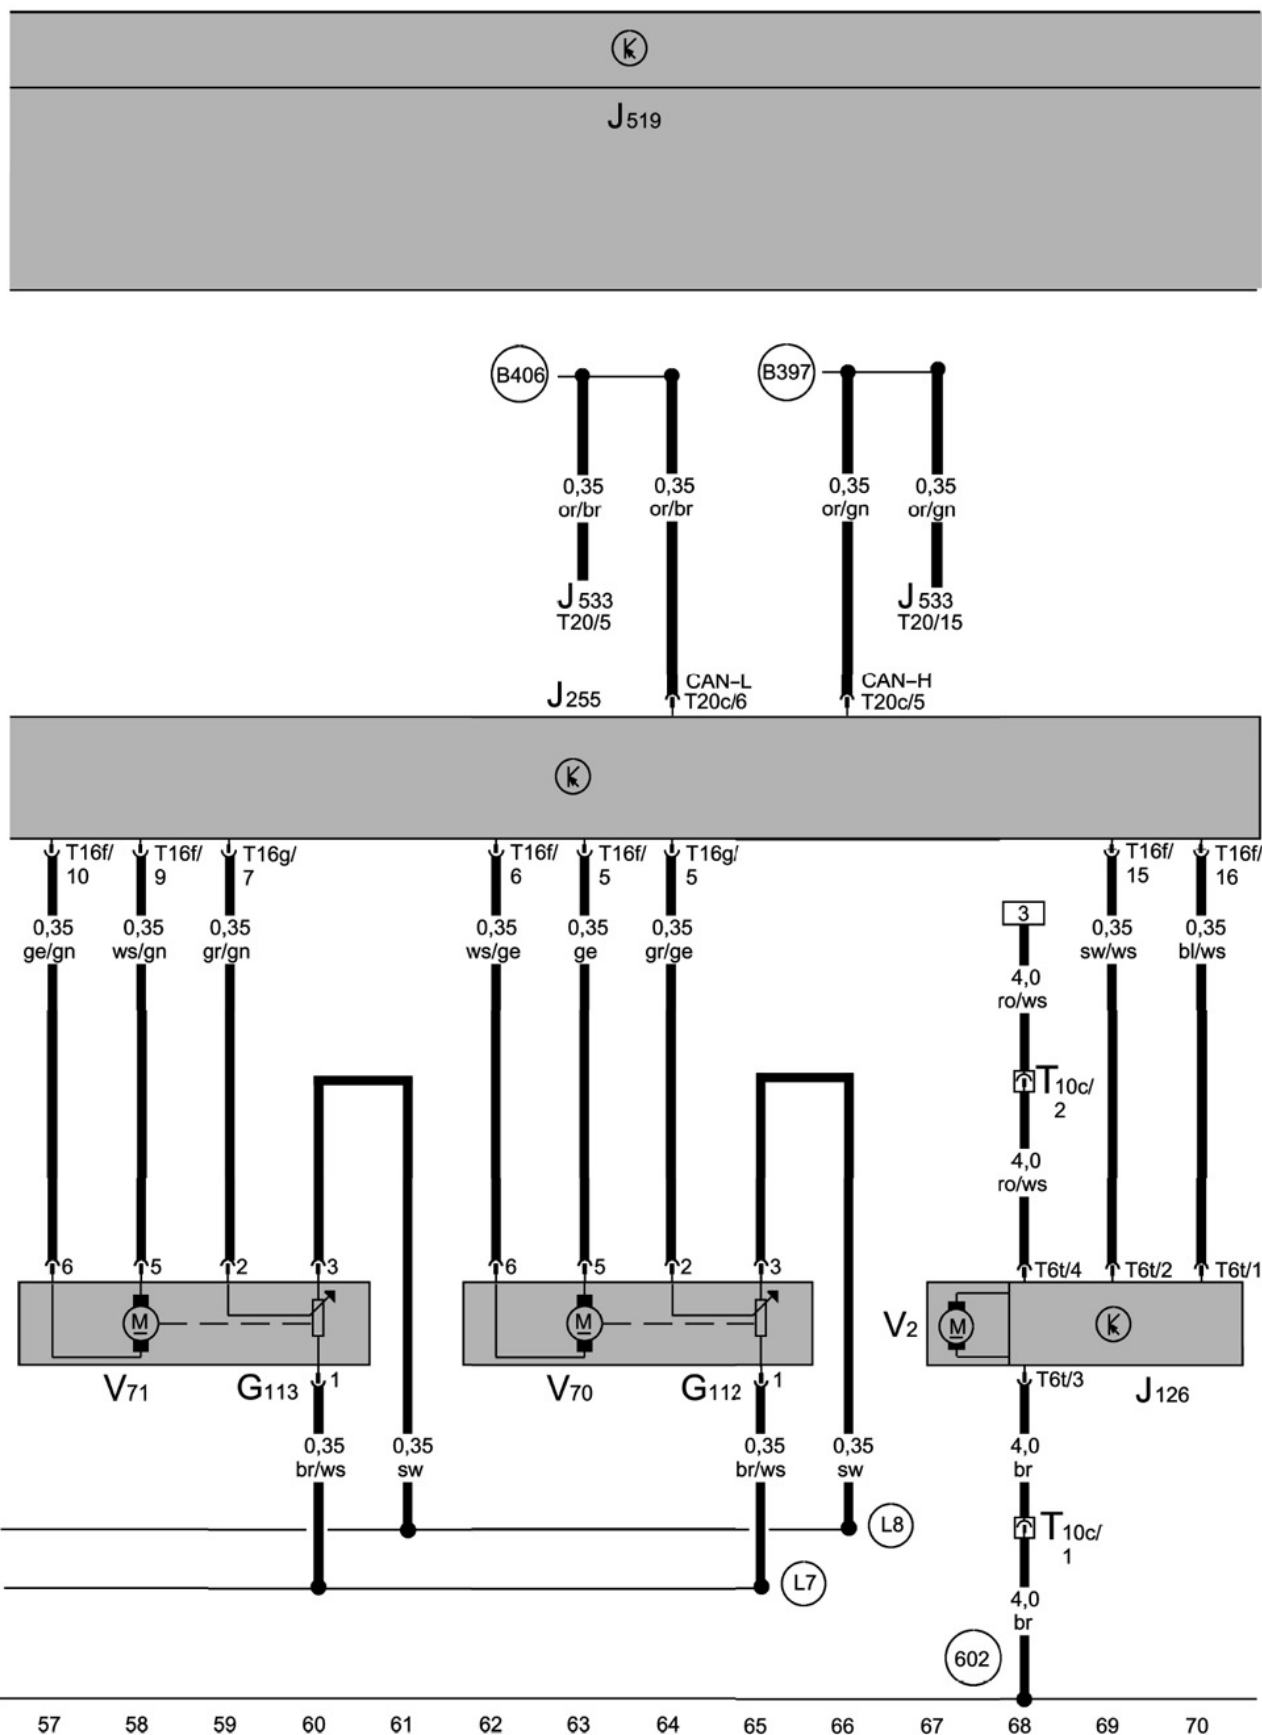 J519
B406
B397
0,35 0,35 0,35 0,35
or/br or/br or/gn or/gn
J533 J533
T20/5 T20/15
J255
CAN-L CAN-H
T20c/6 T20c/5
T16f/ T16f/ T16g/ T16f/ T16f/ T16g/ T16f/ T16f/
10 9 7 6 5 5 15 16
3
0,35 0,35 0,35 0,35 0,35 0,35 0,35 0,35
ge/gn ws/gn gr/gn ws/ge ge gr/ge sw/ws bl/ws
4,0
ro/ws
T10c/
2
4,0
ro/ws
6 5 2 3 6 5 2 3 T6t/4 T6t/2 T6t/1
M M M
V2
V71 G113 1 V70 G112 1 T6t/3 J126
0,35 0,35 0,35 0,35 4,0
br/ws sw br/ws sw br
L8
T10c/
1
L7
4,0
br
602
57 58 59 60 61 62 63 64 65 66 67 68 69 70